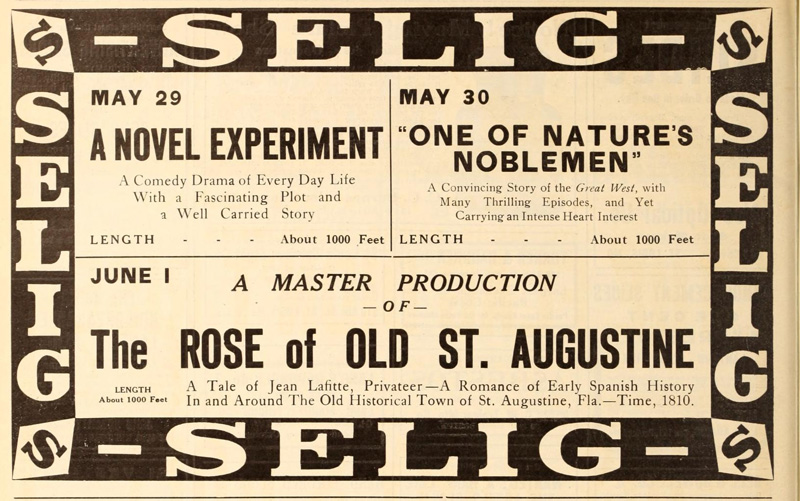 S - SELIG - S
SELIG
SELIG
MAY 29
A NOVEL EXPERIMENT
A Comedy Drama of Every Day Life
With a Fascinating Plot and
a Well Carried Story
LENGTH - - - About 1000 Feet
MAY 30
"ONE OF NATURE'S
NOBLEMEN"
A Convincing Story of the Great West, with
Many Thrilling Episodes, and Yet
Carrying an Intense Heart Interest
LENGTH - - - About 1000 Feet
JUNE 1
A MASTER PRODUCTION
—OF—
The ROSE of OLD ST. AUGUSTINE
LENGTH
About 1000 Feet
A Tale of Jean Lafitte, Privateer—A Romance of Early Spanish History
In and Around The Old Historical Town of St. Augustine, Fla.—Time, 1810.
S - SELIG - S